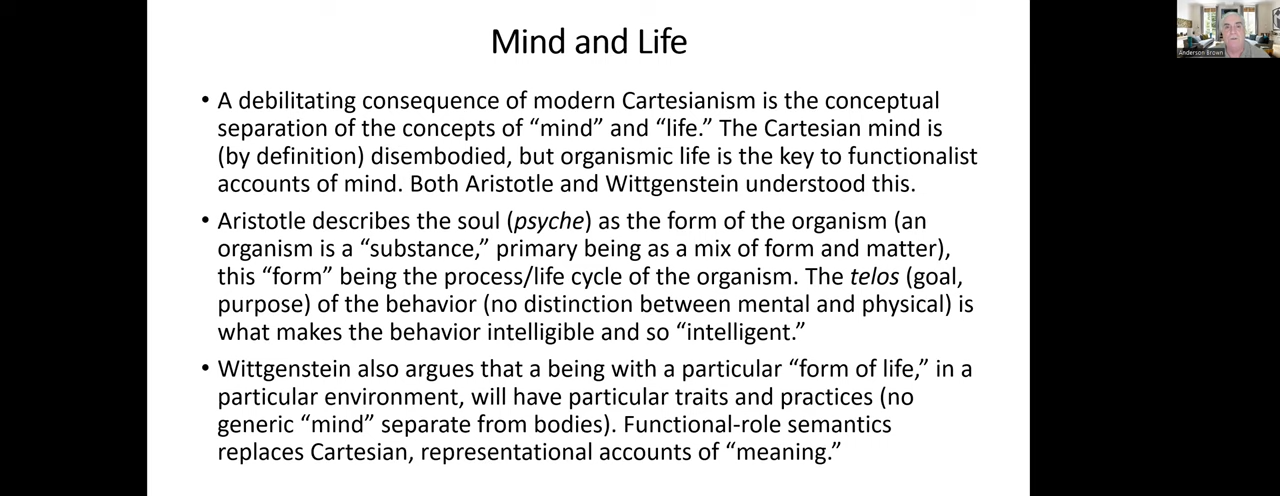 Mind and Life
• A debilitating consequence of modern Cartesianism is the conceptual
separation of the concepts of “mind” and “life.” The Cartesian mind is
(by definition) disembodied, but organismic life is the key to functionalist
accounts of mind. Both Aristotle and Wittgenstein understood this.
• Aristotle describes the soul (psyche) as the form of the organism (an
organism is a “substance,” primary being as a mix of form and matter),
this “form” being the process/life cycle of the organism. The telos (goal,
purpose) of the behavior (no distinction between mental and physical) is
what makes the behavior intelligible and so “intelligent.”
• Wittgenstein also argues that a being with a particular “form of life,” in a
particular environment, will have particular traits and practices (no
generic “mind” separate from bodies). Functional-role semantics
replaces Cartesian, representational accounts of “meaning.”
Anderson Brown